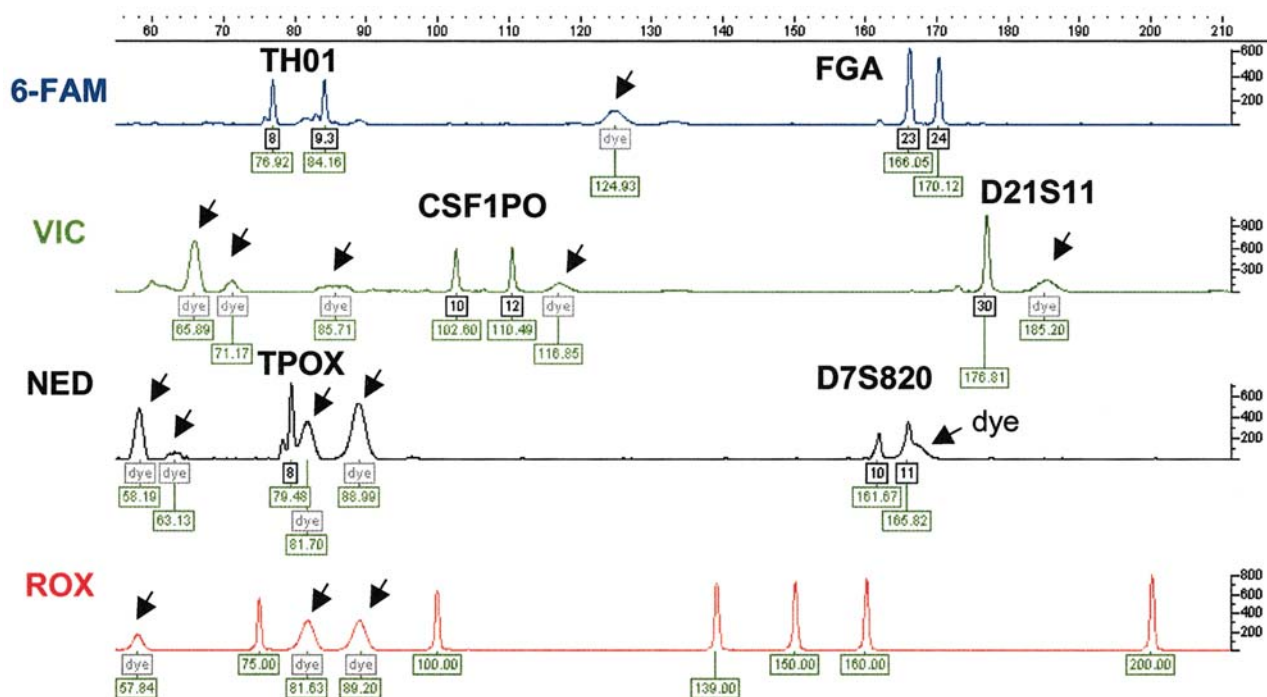 60 70 80 90 100 110 120 130 140 150 160 170 180 190 200 210
6-FAM
TH01
FGA
600
400
200
8 9.3 dye 23 24
76.92 84.16 124.93 166.05 170.12
VIC
CSF1PO
D21S11
900
600
300
dye dye dye 10 12 dye 30 dye
65.89 71.17 85.71 102.60 110.49 116.85 176.81 185.20
NED
TPOX
D7S820
dye
600
400
200
dye dye 8 dye 10 11
58.19 63.13 79.48 88.99 161.67 165.82
dye
81.70
ROX
800
600
400
200
dye dye dye
57.84 75.00 81.63 89.20 100.00 139.00 150.00 160.00 200.00